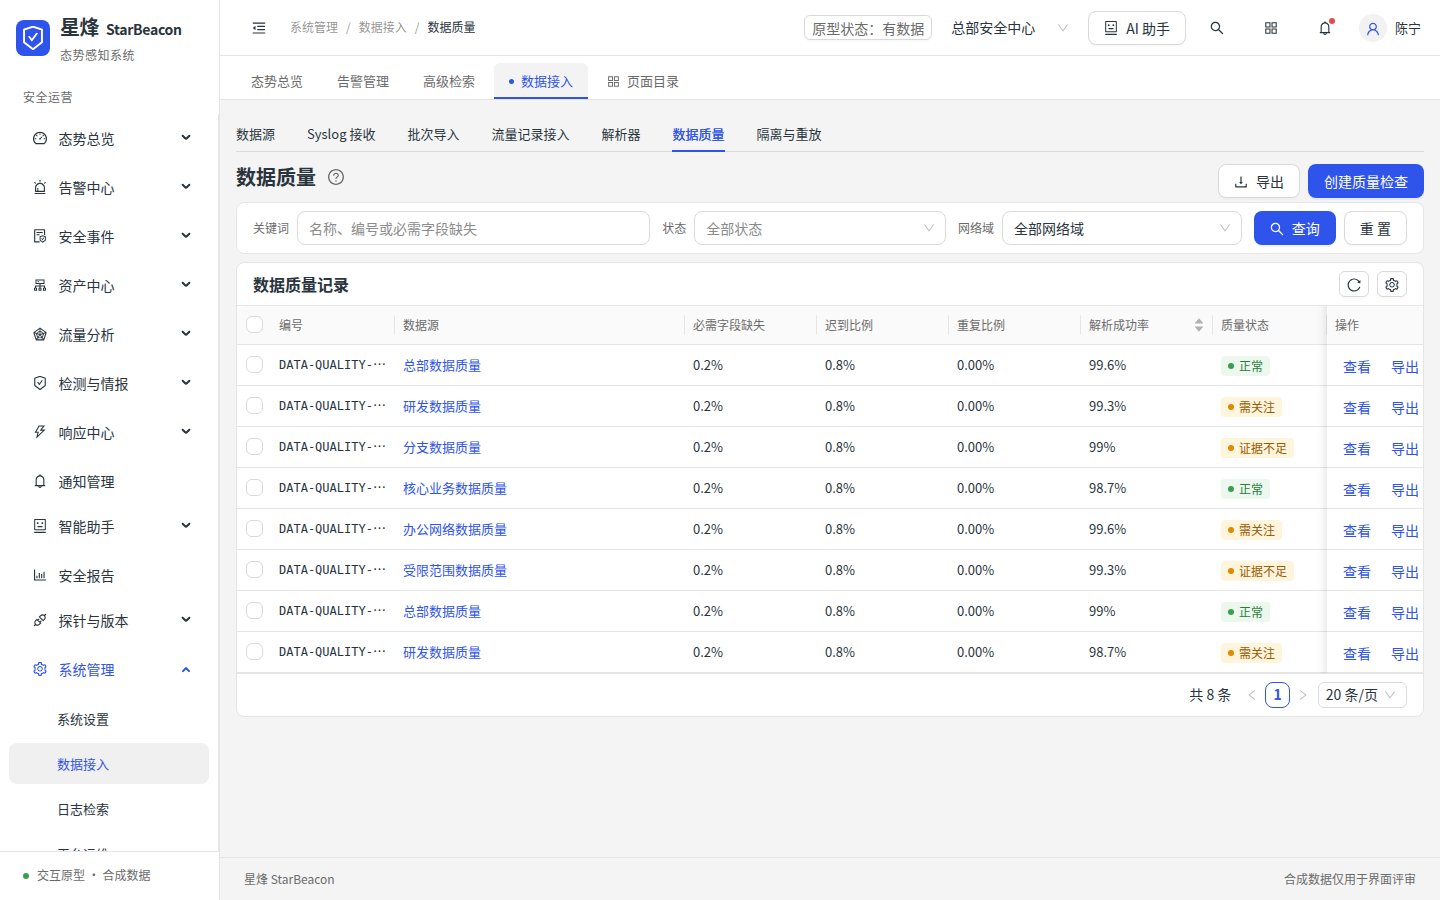 星烽 StarBeacon
态势感知系统
安全运营
态势总览
告警中心
安全事件
资产中心
流量分析
检测与情报
响应中心
通知管理
智能助手
安全报告
探针与版本
系统管理
系统设置
数据接入
日志检索
交互原型 · 合成数据
系统管理 / 数据接入 / 数据质量
原型状态：有数据
总部安全中心
AI 助手
陈宁
态势总览 告警管理 高级检索 数据接入 页面目录
数据源 Syslog 接收 批次导入 流量记录接入 解析器 数据质量 隔离与重放
数据质量
导出 创建质量检查
关键词 名称、编号或必需字段缺失 状态 全部状态 网络域 全部网络域 查询 重 置
数据质量记录
编号 数据源 必需字段缺失 迟到比例 重复比例 解析成功率 质量状态 操作
DATA-QUALITY-··· 总部数据质量 0.2% 0.8% 0.00% 99.6% 正常 查看 导出
DATA-QUALITY-··· 研发数据质量 0.2% 0.8% 0.00% 99.3% 需关注 查看 导出
DATA-QUALITY-··· 分支数据质量 0.2% 0.8% 0.00% 99% 证据不足 查看 导出
DATA-QUALITY-··· 核心业务数据质量 0.2% 0.8% 0.00% 98.7% 正常 查看 导出
DATA-QUALITY-··· 办公网络数据质量 0.2% 0.8% 0.00% 99.6% 需关注 查看 导出
DATA-QUALITY-··· 受限范围数据质量 0.2% 0.8% 0.00% 99.3% 证据不足 查看 导出
DATA-QUALITY-··· 总部数据质量 0.2% 0.8% 0.00% 99% 正常 查看 导出
DATA-QUALITY-··· 研发数据质量 0.2% 0.8% 0.00% 98.7% 需关注 查看 导出
共 8 条 1 20 条/页
星烽 StarBeacon
合成数据仅用于界面评审